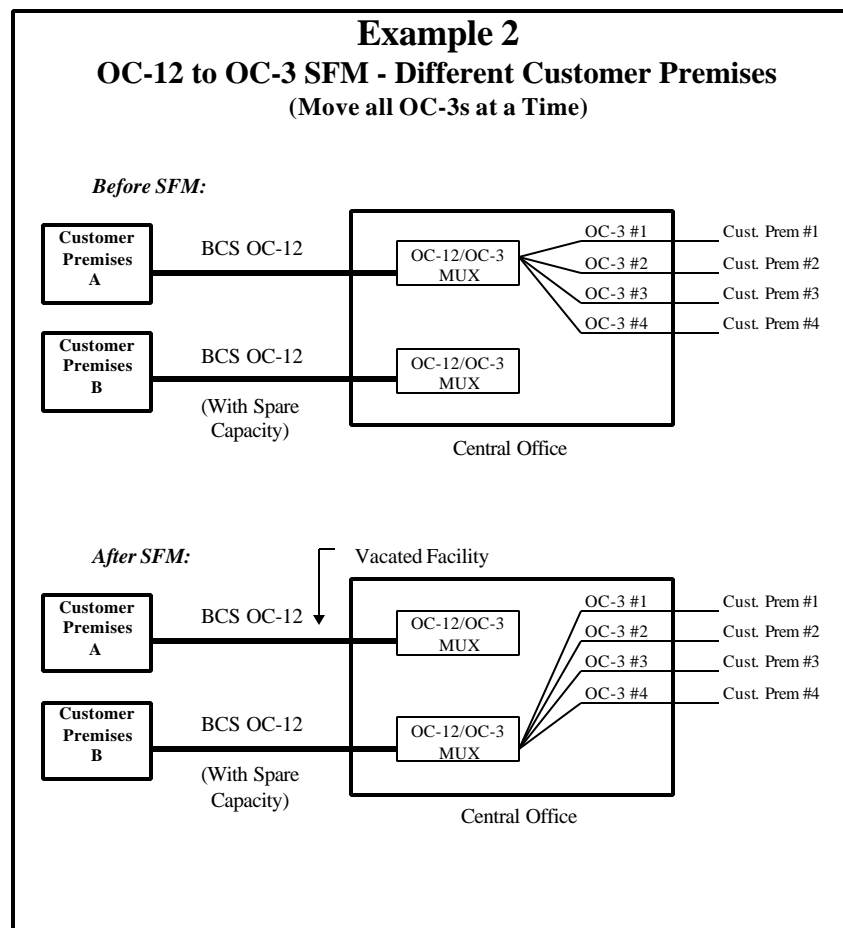 Example 2
OC-12 to OC-3 SFM - Different Customer Premises
(Move all OC-3s at a Time)
Before SFM:
Customer
Premises
A
BCS OC-12
OC-12/OC-3
MUX
OC-3 #1
Cust. Prem #1
OC-3 #2
Cust. Prem #2
OC-3 #3
Cust. Prem #3
OC-3 #4
Cust. Prem #4
Customer
Premises
B
BCS OC-12
(With Spare
Capacity)
OC-12/OC-3
MUX
Central Office
After SFM:
Vacated Facility
Customer
Premises
A
BCS OC-12
OC-12/OC-3
MUX
OC-3 #1
Cust. Prem #1
OC-3 #2
Cust. Prem #2
OC-3 #3
Cust. Prem #3
OC-3 #4
Cust. Prem #4
Customer
Premises
B
BCS OC-12
(With Spare
Capacity)
OC-12/OC-3
MUX
Central Office